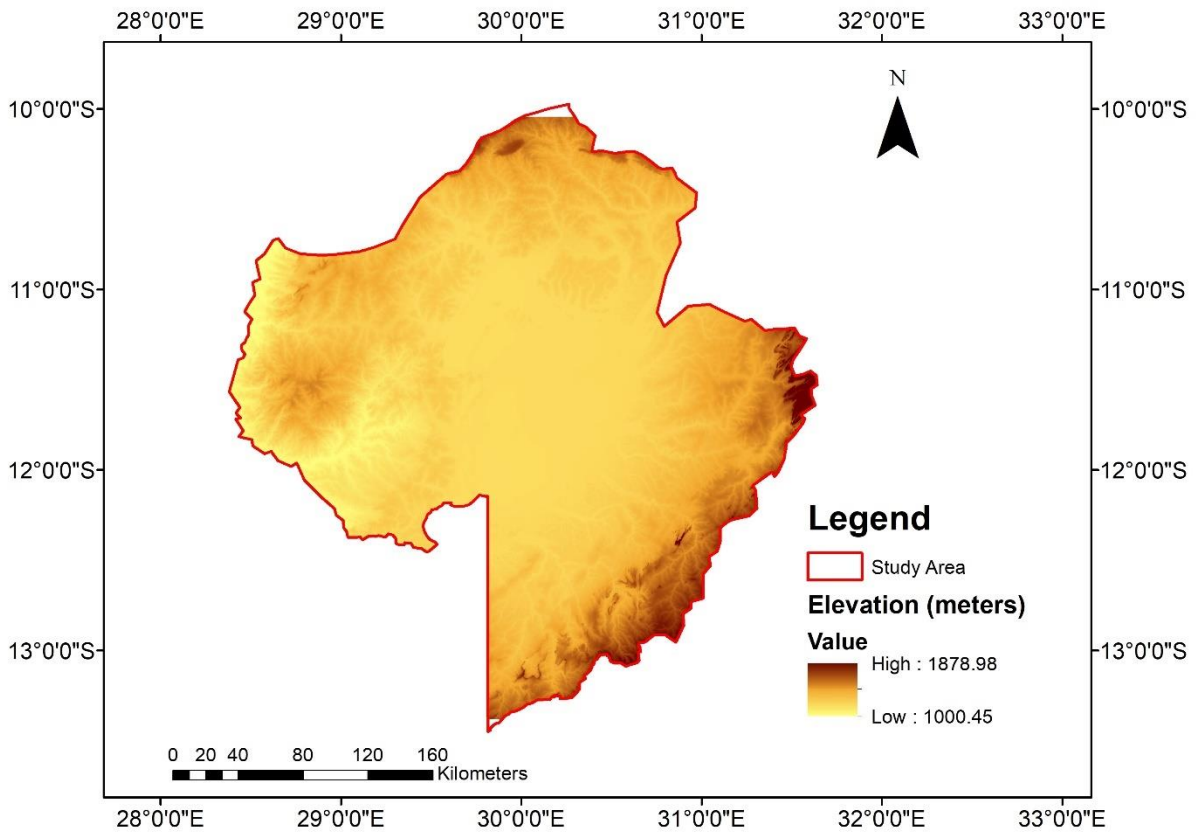 28°0'0"E 29°0'0"E 30°0'0"E 31°0'0"E 32°0'0"E 33°0'0"E
N
10°0'0"S 10°0'0"S
11°0'0"S 11°0'0"S
12°0'0"S 12°0'0"S
Legend
Study Area
Elevation (meters)
Value
13°0'0"S 13°0'0"S
High : 1878.98
Low : 1000.45
0 20 40 80 120 160
Kilometers
28°0'0"E 29°0'0"E 30°0'0"E 31°0'0"E 32°0'0"E 33°0'0"E